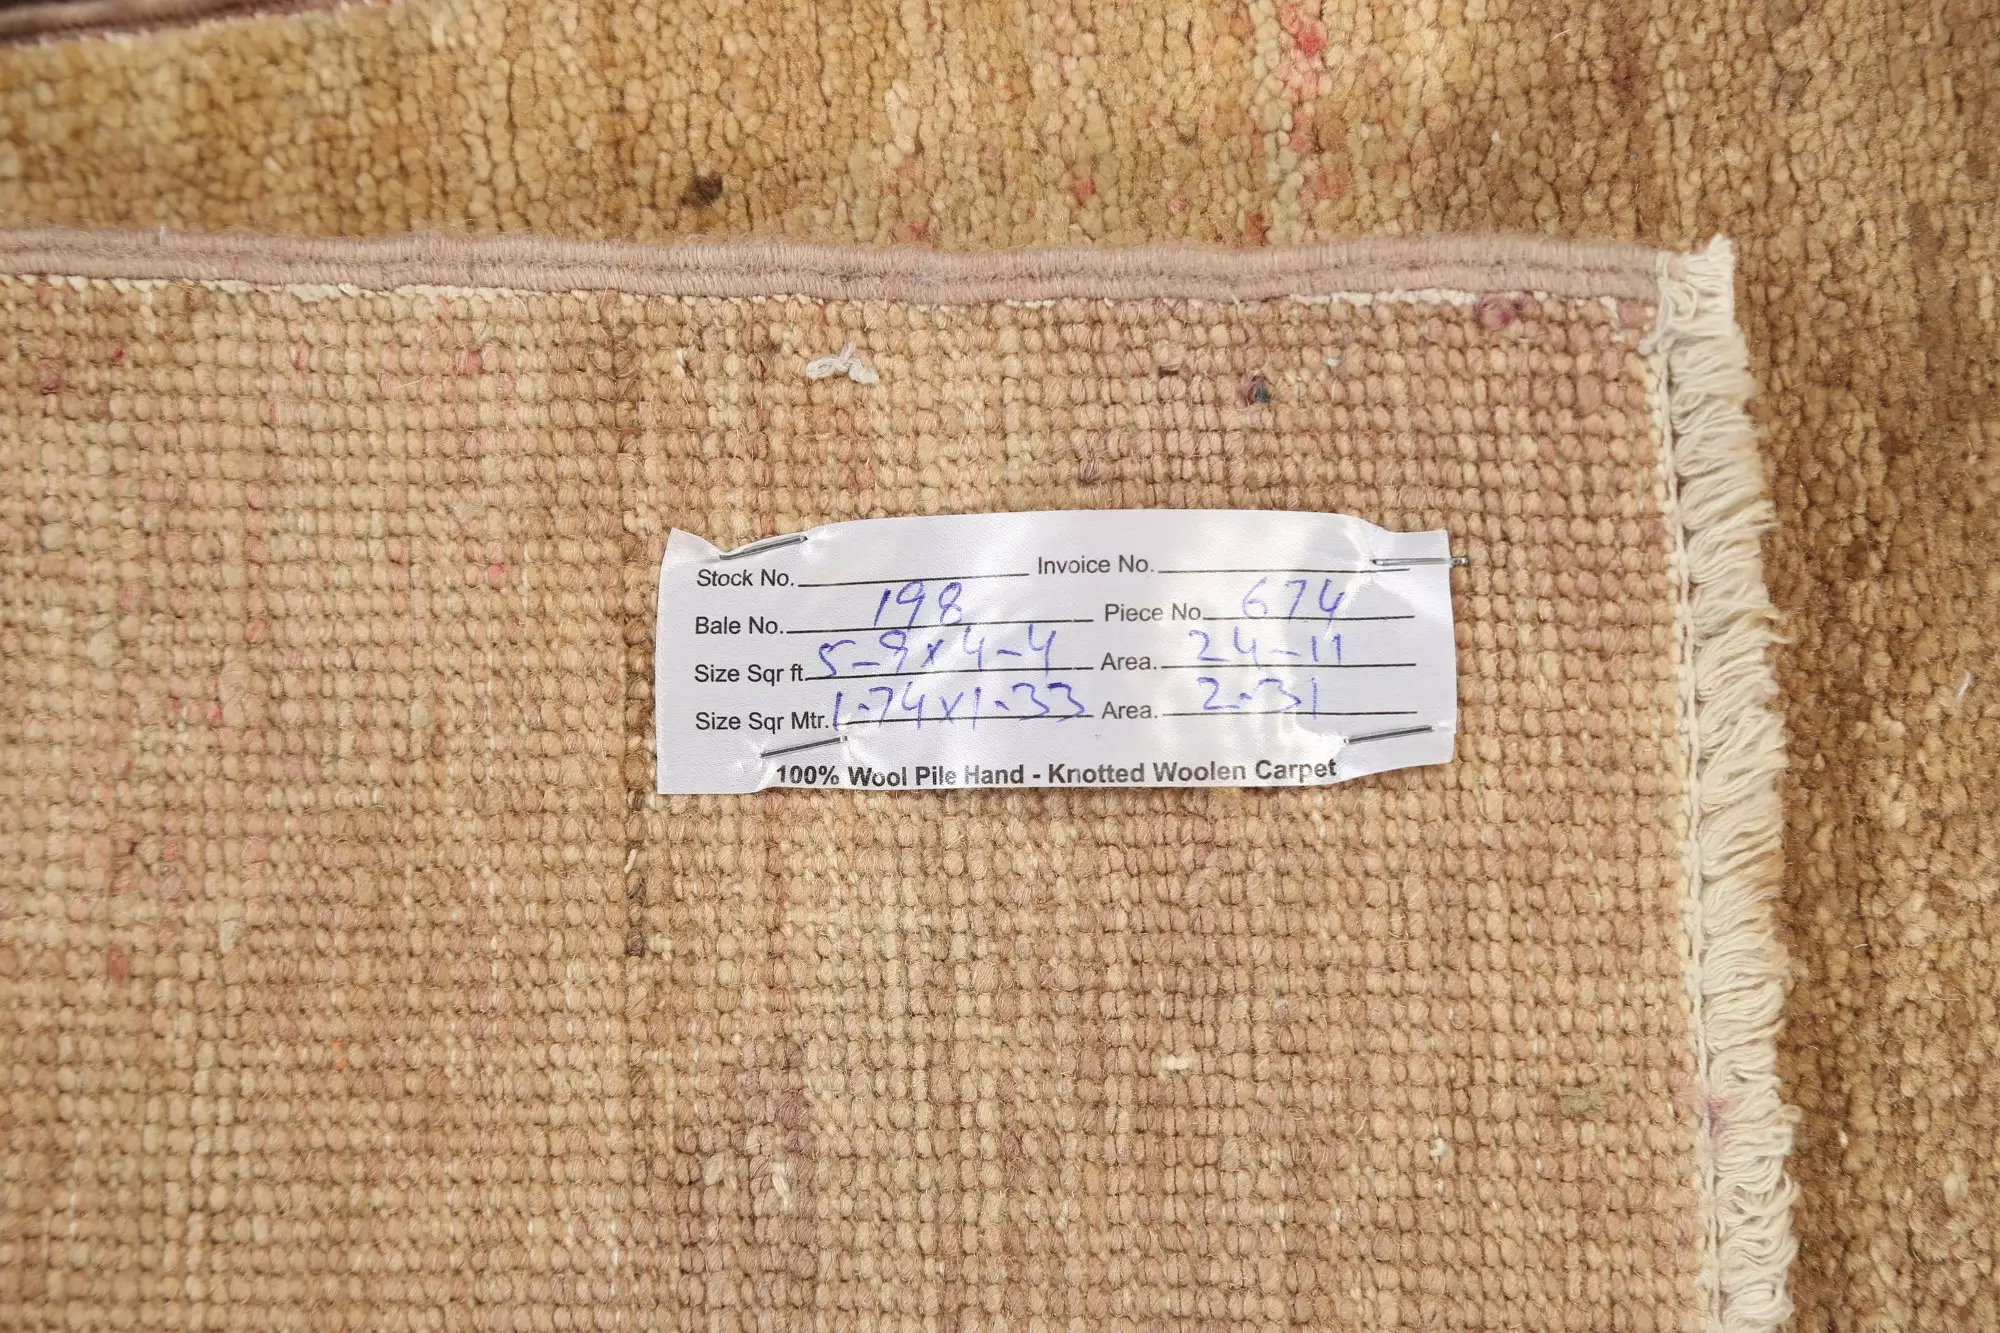 Stock No. Invoice No.
Bale No. 198 Piece No. 674
Size Sqr ft. 5-9x4-4 Area. 24-11
Size Sqr Mtr. 1.74x1.33 Area. 2.31
100% Wool Pile Hand - Knotted Woolen Carpet